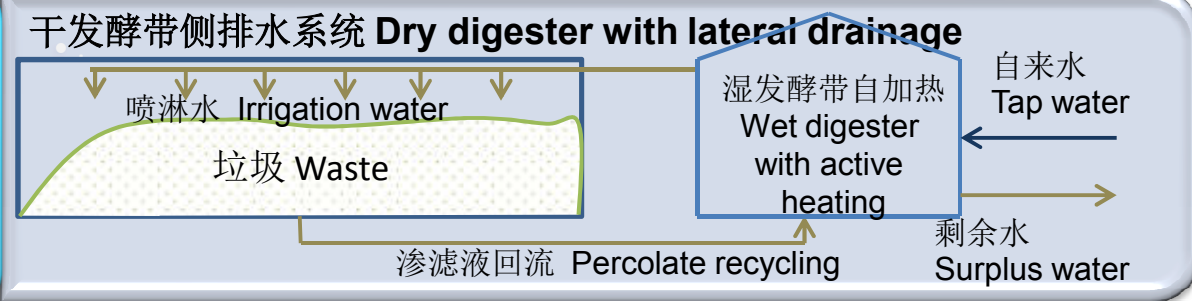 干发酵带侧排水系统 Dry digester with lateral drainage
喷淋水 Irrigation water
垃圾 Waste
湿发酵带自加热
Wet digester
with active
heating
自来水
Tap water
剩余水
Surplus water
渗滤液回流 Percolate recycling